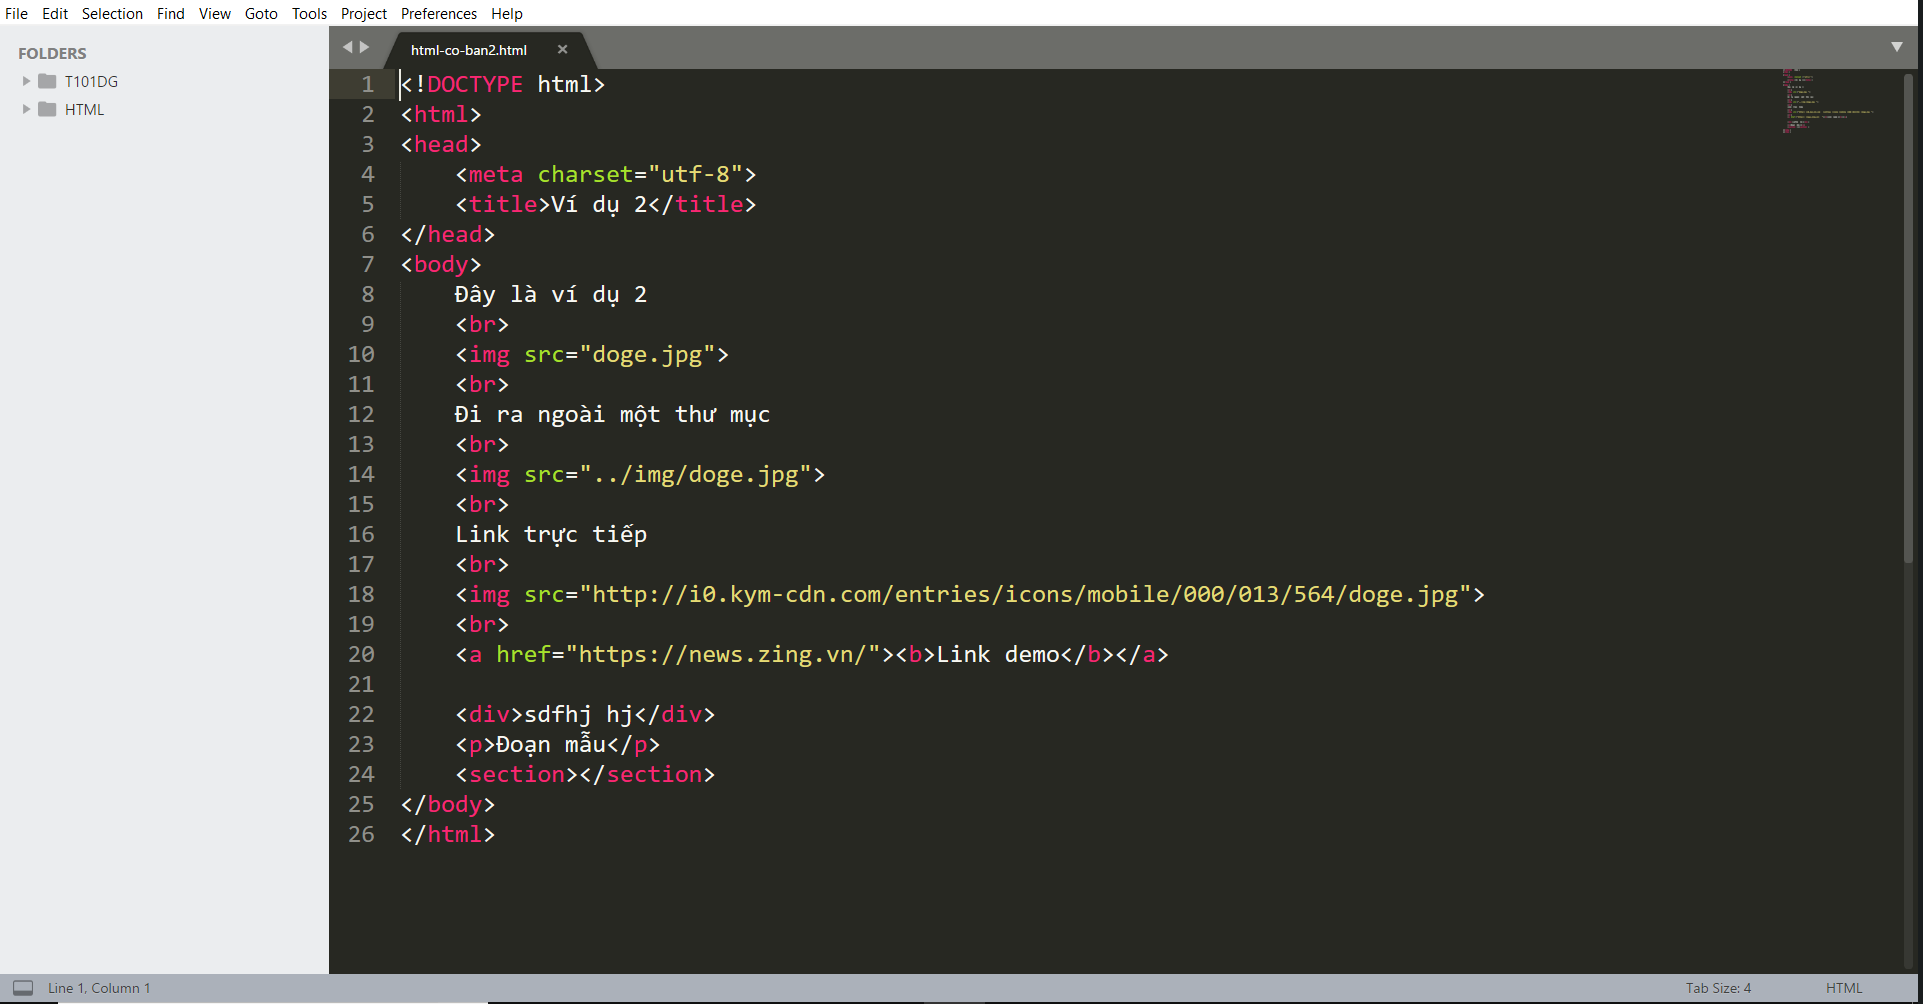 File Edit Selection Find View Goto Tools Project Preferences Help
FOLDERS
T101DG
HTML
html-co-ban2.html ×
1 <!DOCTYPE html>
2 <html>
3 <head>
4     <meta charset="utf-8">
5     <title>Ví dụ 2</title>
6 </head>
7 <body>
8     Đây là ví dụ 2
9     <br>
10     <img src="doge.jpg">
11     <br>
12     Đi ra ngoài một thư mục
13     <br>
14     <img src="../img/doge.jpg">
15     <br>
16     Link trực tiếp
17     <br>
18     <img src="http://i0.kym-cdn.com/entries/icons/mobile/000/013/564/doge.jpg">
19     <br>
20     <a href="https://news.zing.vn/"><b>Link demo</b></a>
21
22     <div>sdfhj hj</div>
23     <p>Đoạn mẫu</p>
24     <section></section>
25 </body>
26 </html>
Line 1, Column 1
Tab Size: 4
HTML